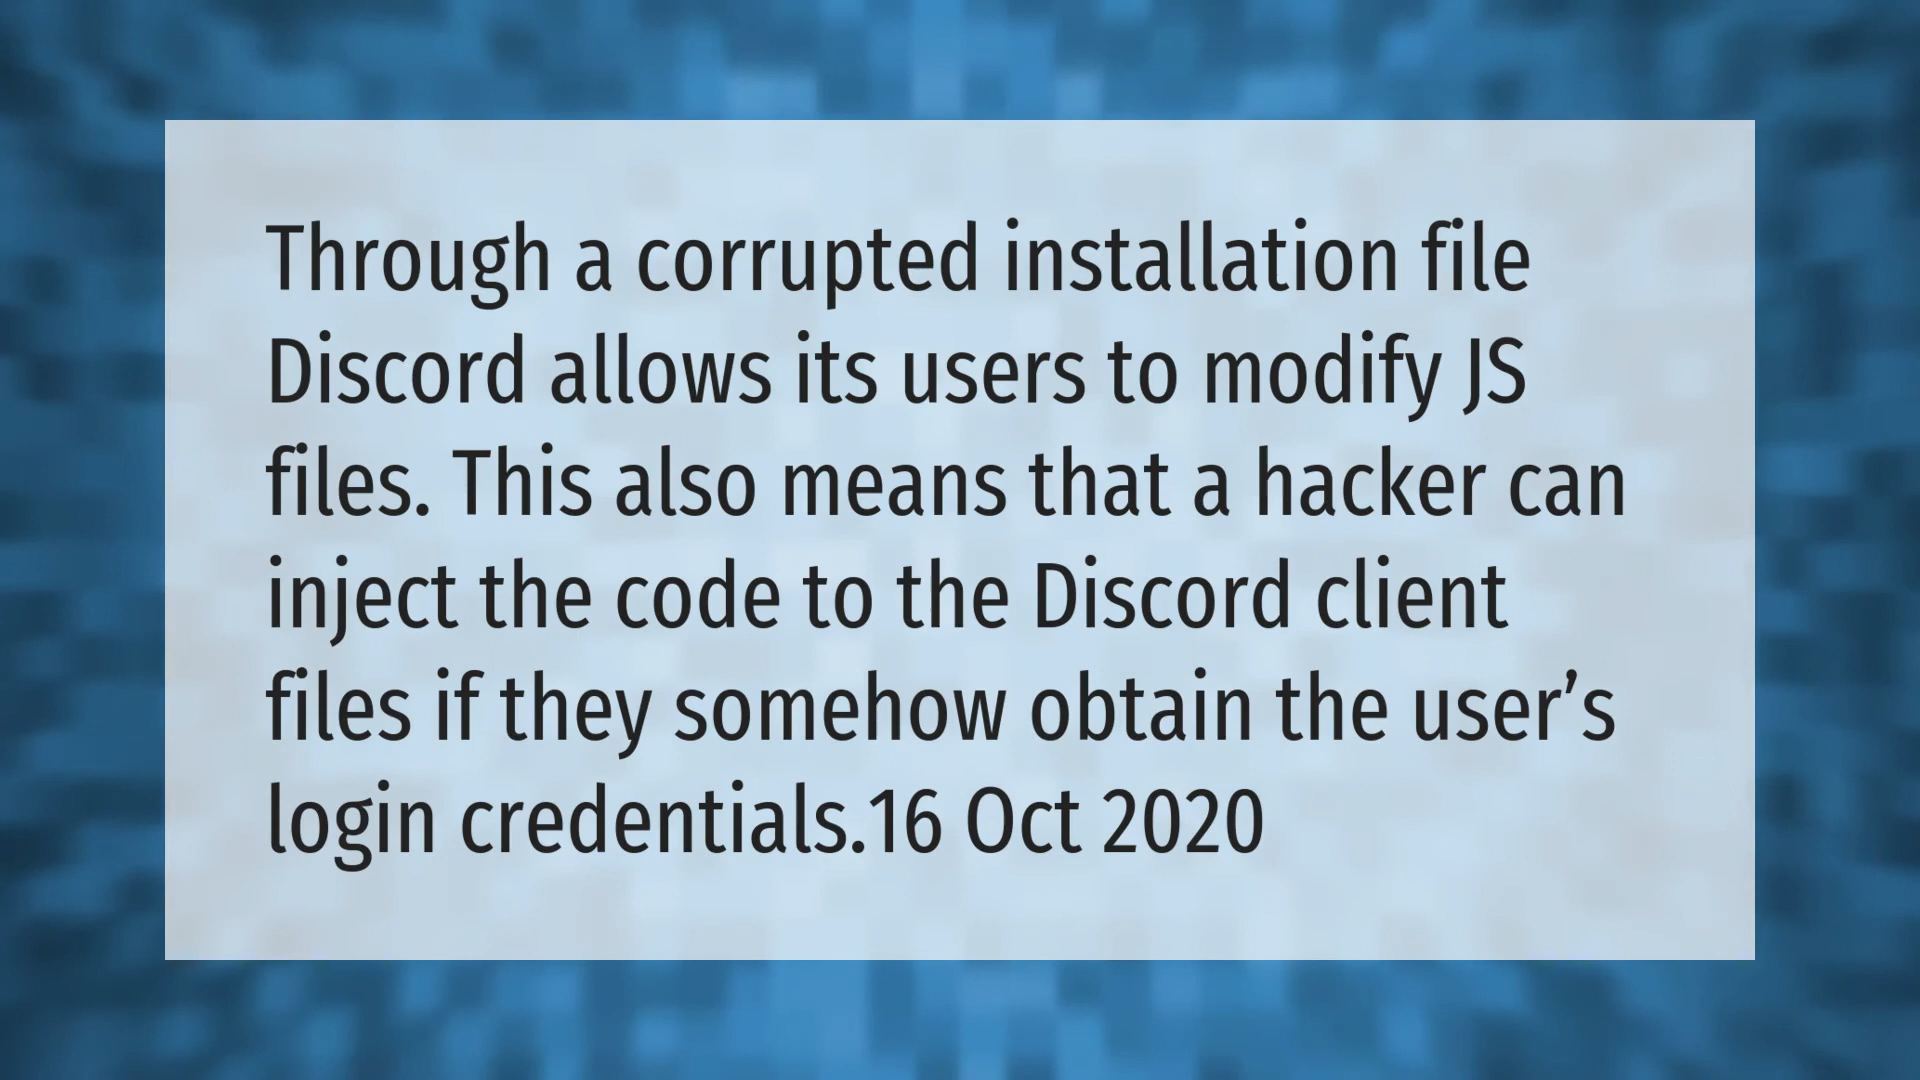 Through a corrupted installation file
Discord allows its users to modify JS
files. This also means that a hacker can
inject the code to the Discord client
files if they somehow obtain the user’s
login credentials.16 Oct 2020